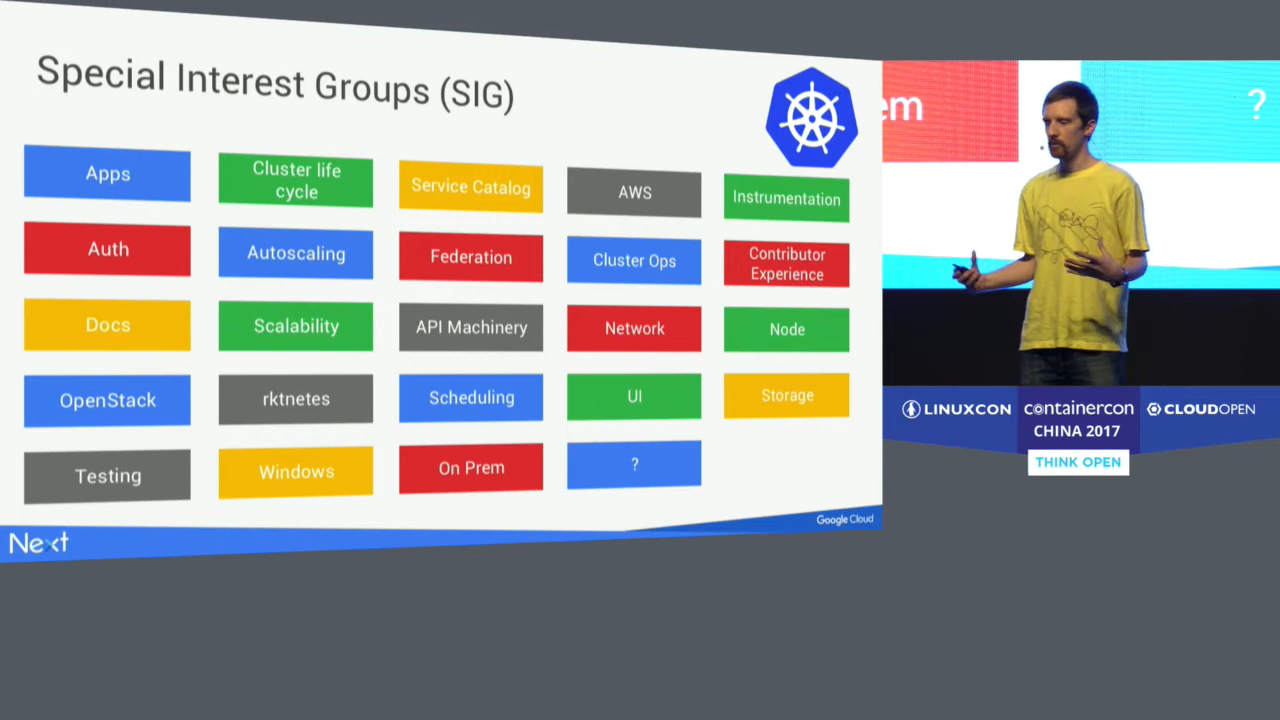 Special Interest Groups (SIG)
Apps
Cluster life
cycle
Service Catalog
AWS
Instrumentation
Auth
Autoscaling
Federation
Cluster Ops
Contributor
Experience
Docs
Scalability
API Machinery
Network
Node
OpenStack
rktnetes
Scheduling
UI
Storage
Testing
Windows
On Prem
?
Google Cloud
Next
em
?
LINUXCON
containercon
CLOUDOPEN
CHINA 2017
THINK OPEN